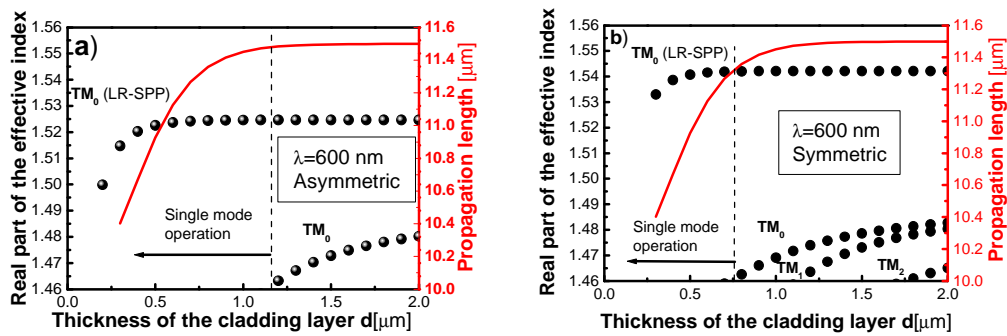 a)
Real part of the effective index
1.56
1.55
1.54
1.53
1.52
1.51
1.50
1.49
1.48
1.47
1.46
TM0 (LR-SPP)
λ=600 nm
Asymmetric
Single mode
operation
TM0
11.6
11.4
11.2
11.0
10.8
10.6
10.4
10.2
10.0
Propagation length [μm]
0.0 0.5 1.0 1.5 2.0
Thickness of the cladding layer d[μm]
b)
Real part of the effective index
1.56
1.55
1.54
1.53
1.52
1.51
1.50
1.49
1.48
1.47
1.46
TM0 (LR-SPP)
λ=600 nm
Symmetric
Single mode
operation
TM0
TM1
TM2
11.6
11.4
11.2
11.0
10.8
10.6
10.4
10.2
10.0
Propagation length [μm]
0.0 0.5 1.0 1.5 2.0
Thickness of the cladding layer d[μm]